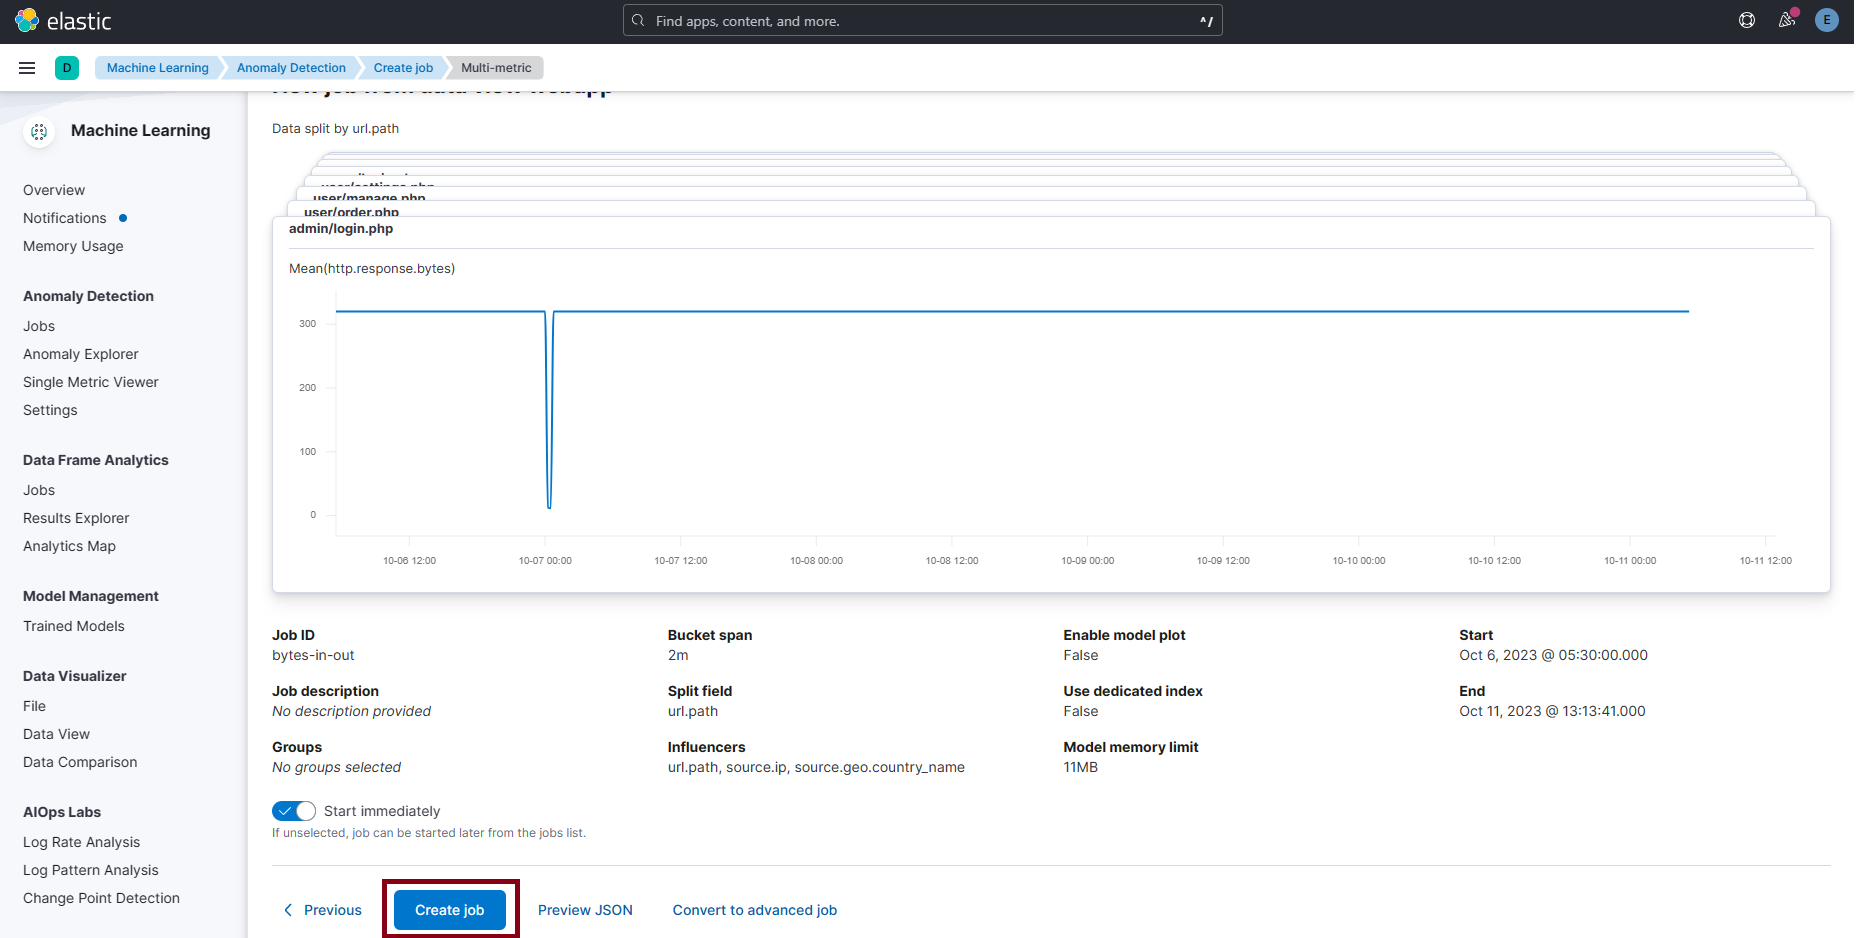 elastic
Find apps, content, and more.
^/
E
D
Machine Learning
Anomaly Detection
Create job
Multi-metric
New job from data view webapp
Machine Learning
Overview
Notifications
Memory Usage
Anomaly Detection
Jobs
Anomaly Explorer
Single Metric Viewer
Settings
Data Frame Analytics
Jobs
Results Explorer
Analytics Map
Model Management
Trained Models
Data Visualizer
File
Data View
Data Comparison
AIOps Labs
Log Rate Analysis
Log Pattern Analysis
Change Point Detection
Data split by url.path
user/settings.php
user/manage.php
user/order.php
admin/login.php
Mean(http.response.bytes)
300
200
100
0
10-06 12:00 10-07 00:00 10-07 12:00 10-08 00:00 10-08 12:00 10-09 00:00 10-09 12:00 10-10 00:00 10-10 12:00 10-11 00:00 10-11 12:00
Job ID
bytes-in-out
Job description
No description provided
Groups
No groups selected
Bucket span
2m
Split field
url.path
Influencers
url.path, source.ip, source.geo.country_name
Enable model plot
False
Use dedicated index
False
Model memory limit
11MB
Start
Oct 6, 2023 @ 05:30:00.000
End
Oct 11, 2023 @ 13:13:41.000
Start immediately
If unselected, job can be started later from the jobs list.
Previous
Create job
Preview JSON
Convert to advanced job